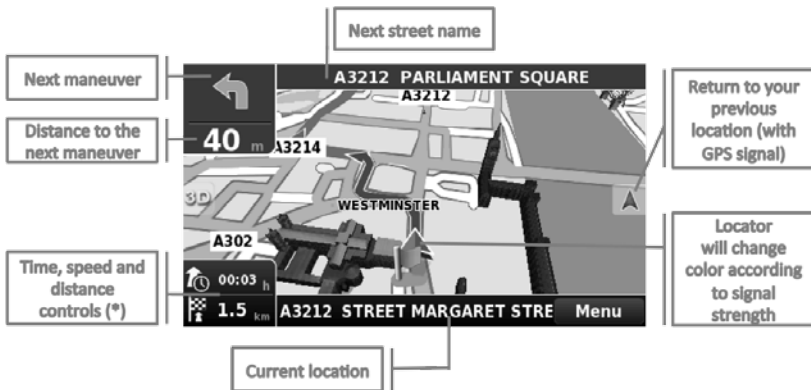 Next street name
Next maneuver
A3212 PARLIAMENT SQUARE
A3212
Return to your
previous
location (with
GPS signal)
Distance to the
next maneuver
40 m
A3214
3D
WESTMINSTER
A302
Locator
will change
color according
to signal
strength
Time, speed and
distance
controls (*)
00:03 h
1.5 km
A3212 STREET MARGARET STRE
Menu
Current location